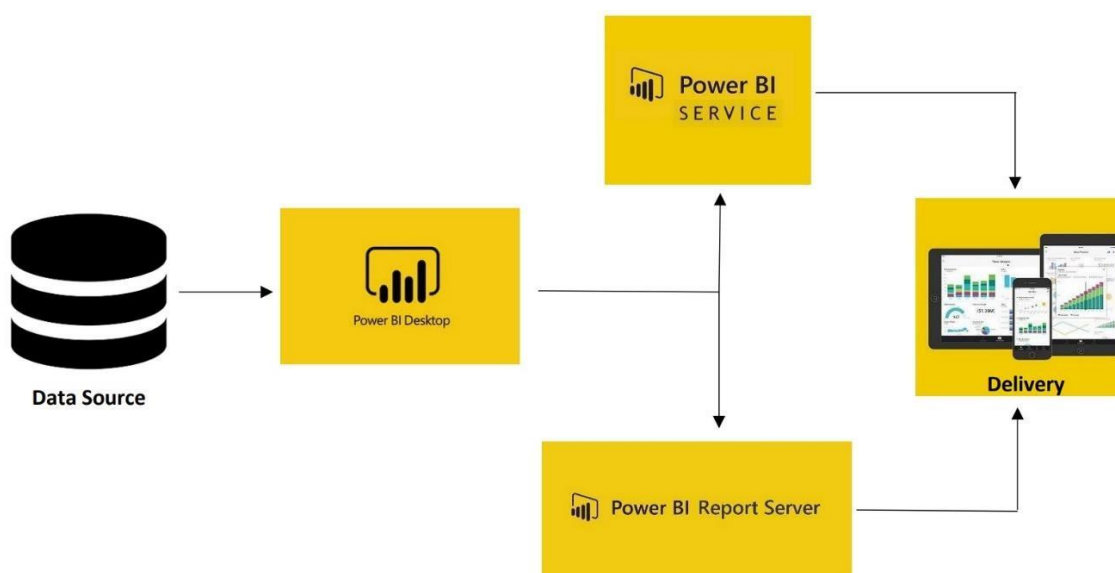 Power BI
SERVICE
Data Source
Power BI Desktop
Delivery
Power BI Report Server